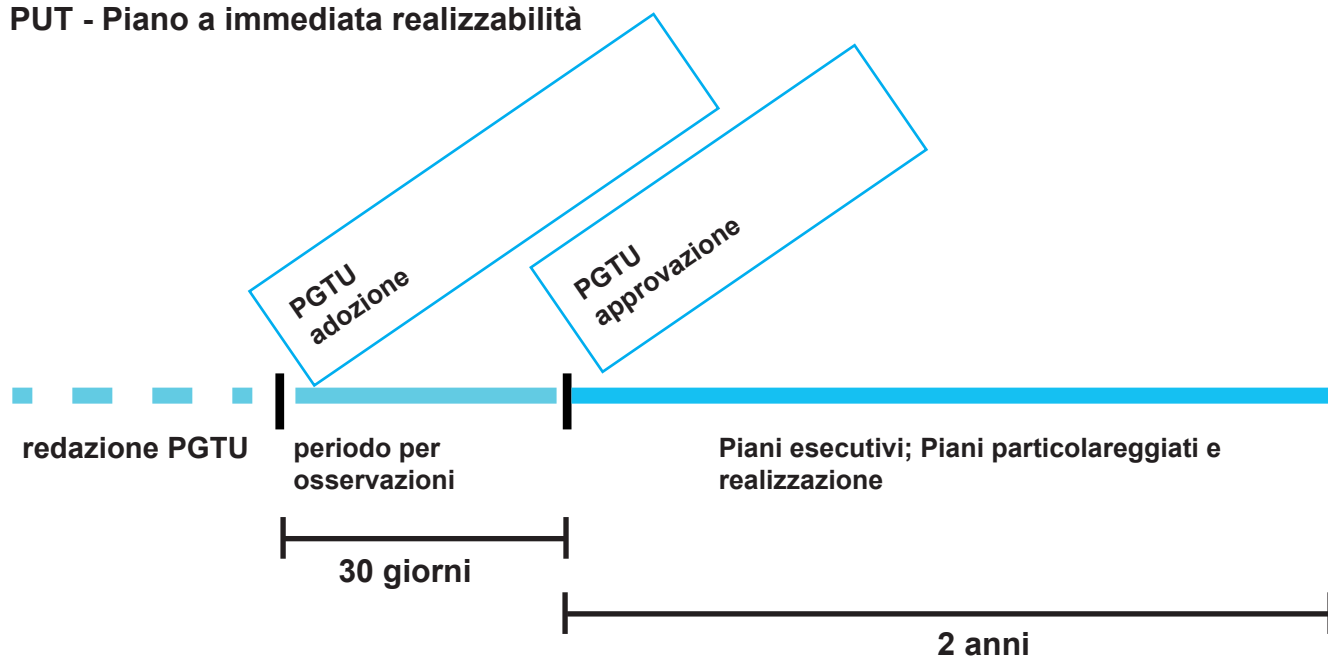 PUT - Piano a immediata realizzabilità
PGTU
adozione
PGTU
approvazione
redazione PGTU
periodo per
osservazioni
Piani esecutivi; Piani particolareggiati e
realizzazione
30 giorni
2 anni